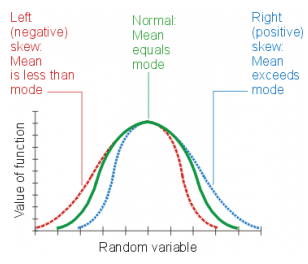 Left
(negative)
skew:
Mean
is less than
mode
Normal:
Mean
equals
mode
Right
(positive)
skew:
Mean
exceeds
mode
Value of function
Random variable